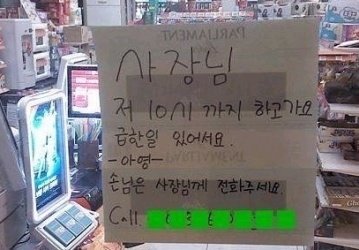 PARLIAMENT
사장님
저 10시 까지 하고가요
급한일 있어서요.
-아영-
손님은 사장님께 전화주세요.
Call.